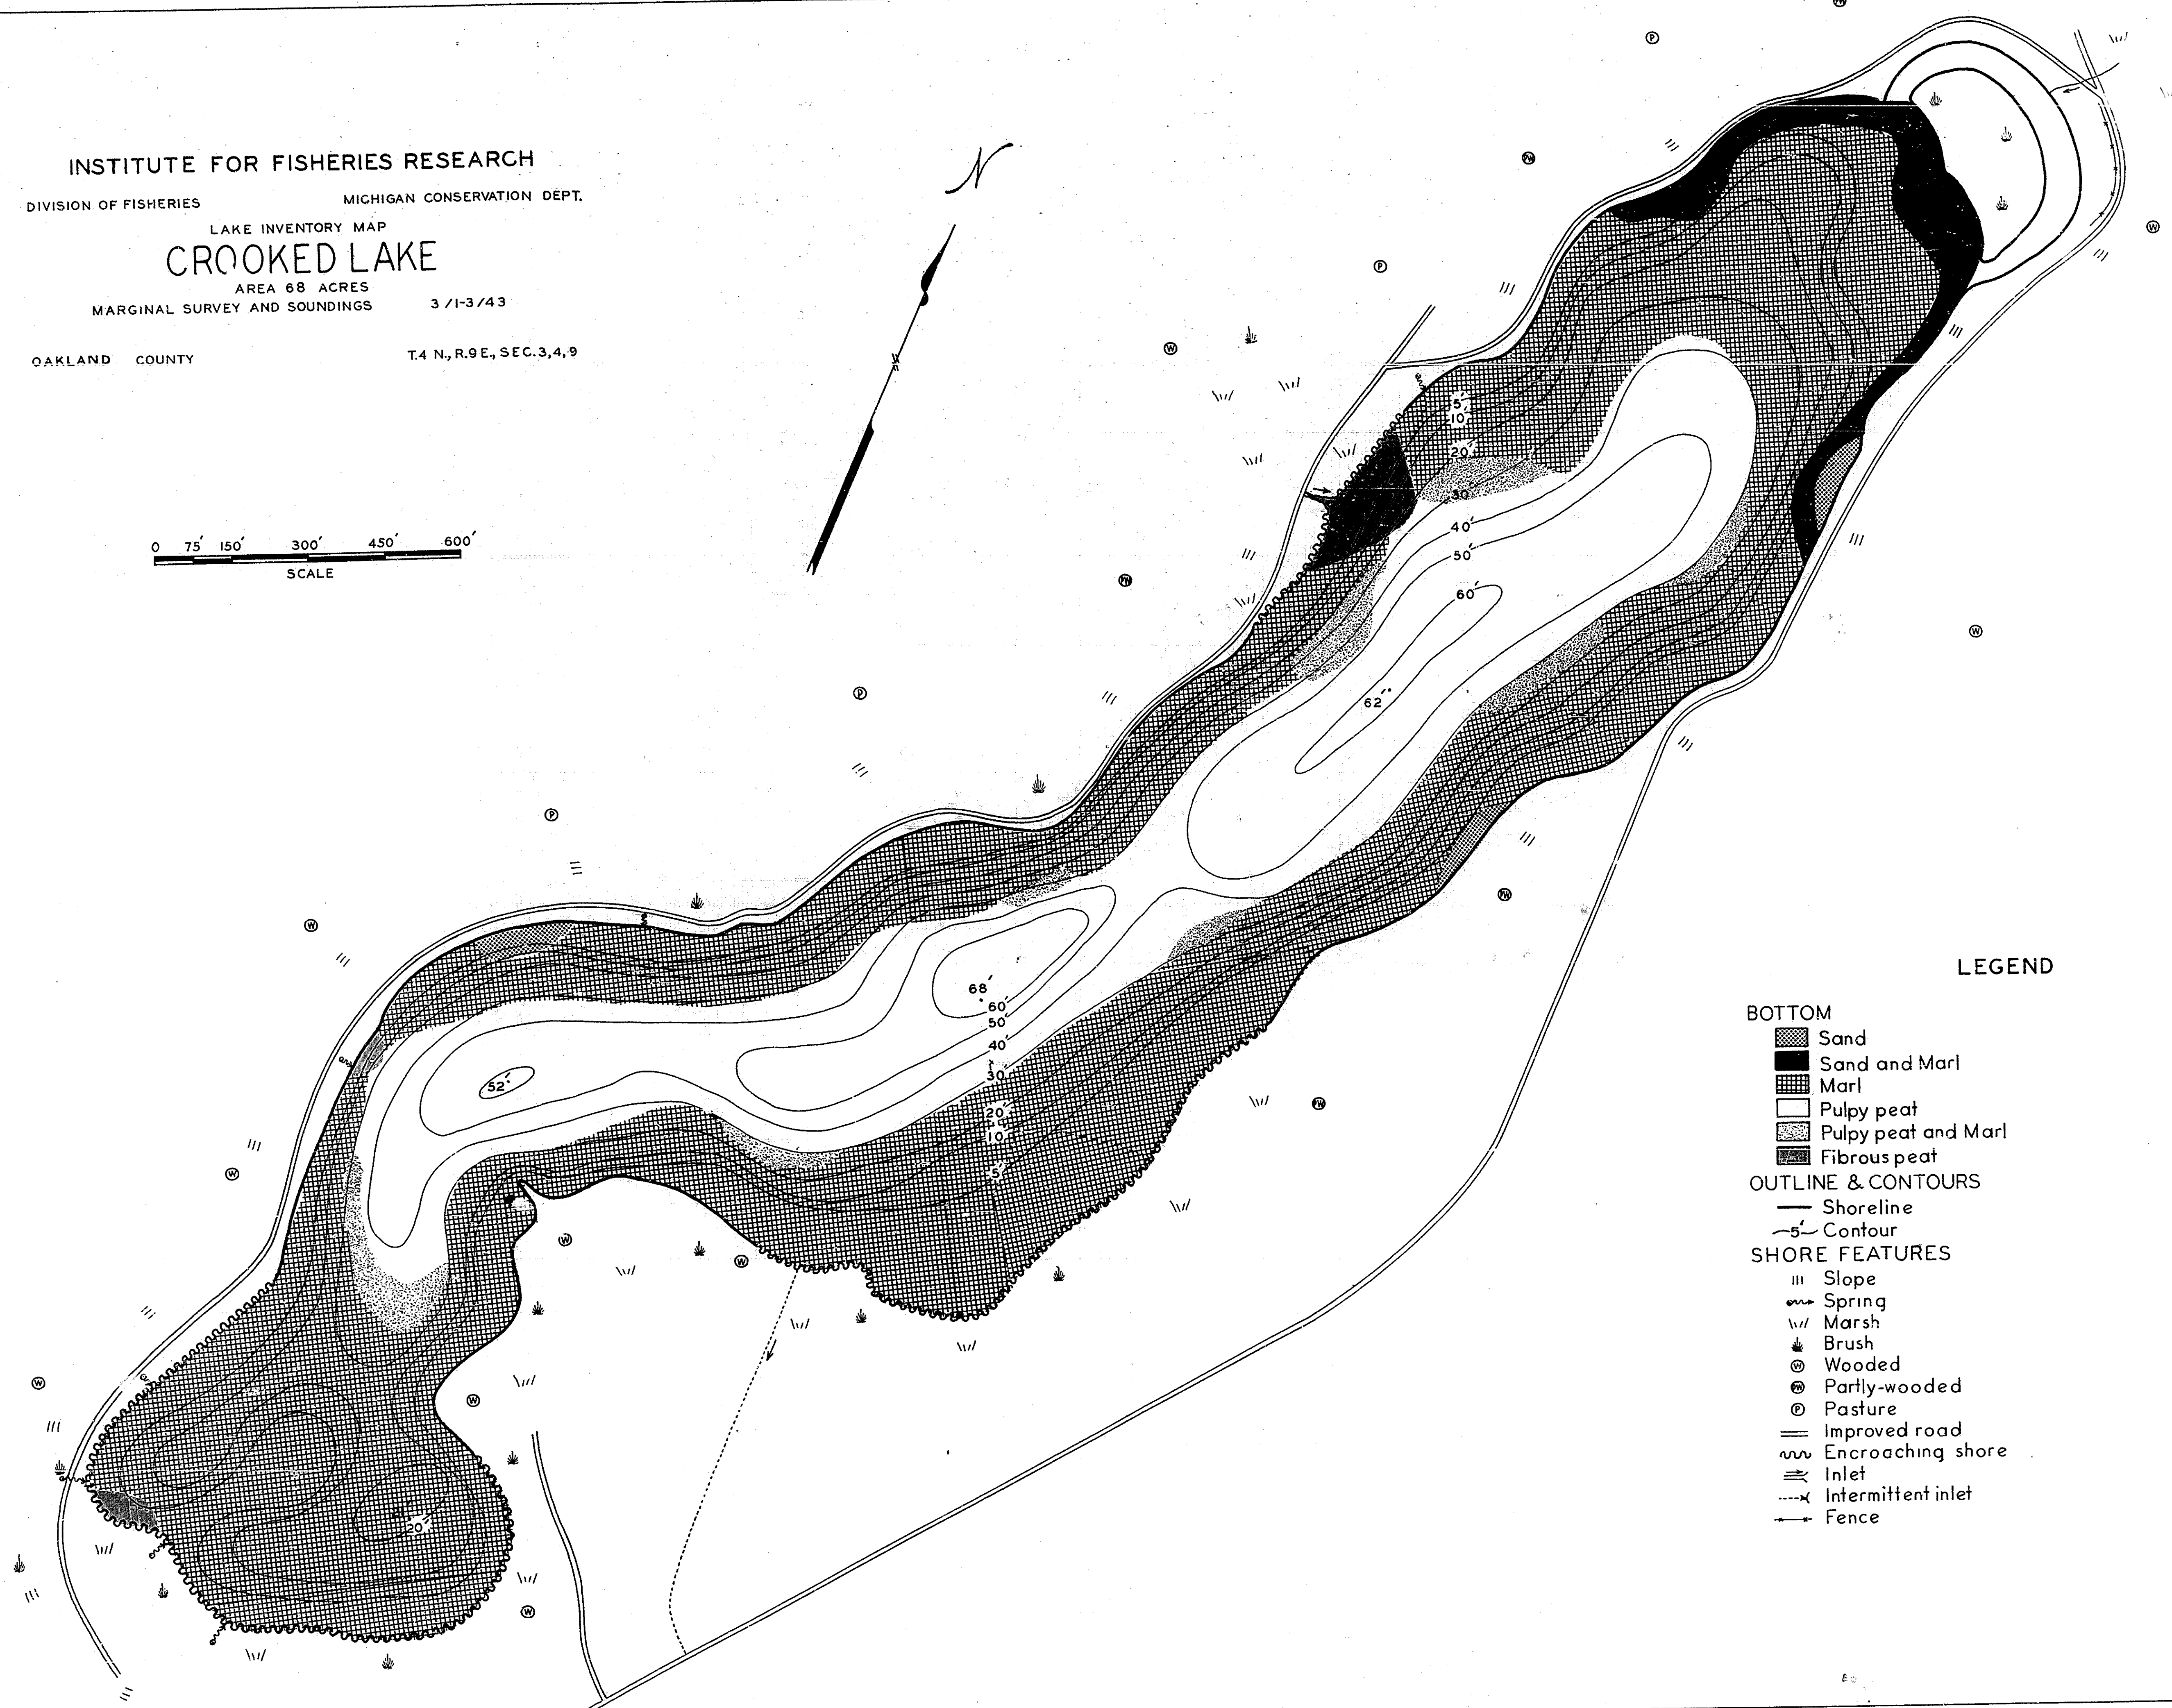 INSTITUTE FOR FISHERIES RESEARCH
DIVISION OF FISHERIES MICHIGAN CONSERVATION DEPT.
LAKE INVENTORY MAP
CROOKED LAKE
AREA 68 ACRES
MARGINAL SURVEY AND SOUNDINGS 3/1-3/43
OAKLAND COUNTY T.4 N., R.9 E., SEC. 3,4,9
N
0 75' 150' 300' 450' 600'
SCALE
5'
10'
20'
30'
40'
50'
60'
62'
68'
60'
50'
40'
30'
20'
10'
5'
52'
20'
P
PW
P
W
W
PW
W
P
P
W
PW
PW
W
W
W
W
W
W
LEGEND
BOTTOM
Sand
Sand and Marl
Marl
Pulpy peat
Pulpy peat and Marl
Fibrous peat
OUTLINE & CONTOURS
Shoreline
5' Contour
SHORE FEATURES
Slope
Spring
Marsh
Brush
W Wooded
PW Partly-wooded
P Pasture
Improved road
Encroaching shore
Inlet
Intermittent inlet
Fence